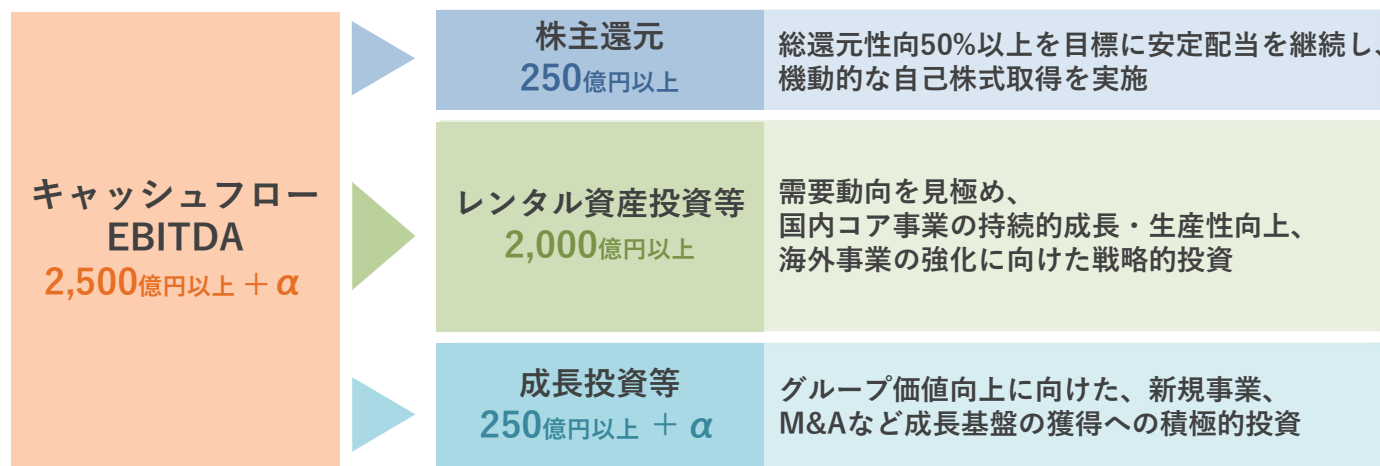 キャッシュフロー
EBITDA
2,500億円以上 + α
株主還元
250億円以上
総還元性向50%以上を目標に安定配当を継続し、
機動的な自己株式取得を実施
レンタル資産投資等
2,000億円以上
需要動向を見極め、
国内コア事業の持続的成長・生産性向上、
海外事業の強化に向けた戦略的投資
成長投資等
250億円以上 + α
グループ価値向上に向けた、新規事業、
M&Aなど成長基盤の獲得への積極的投資